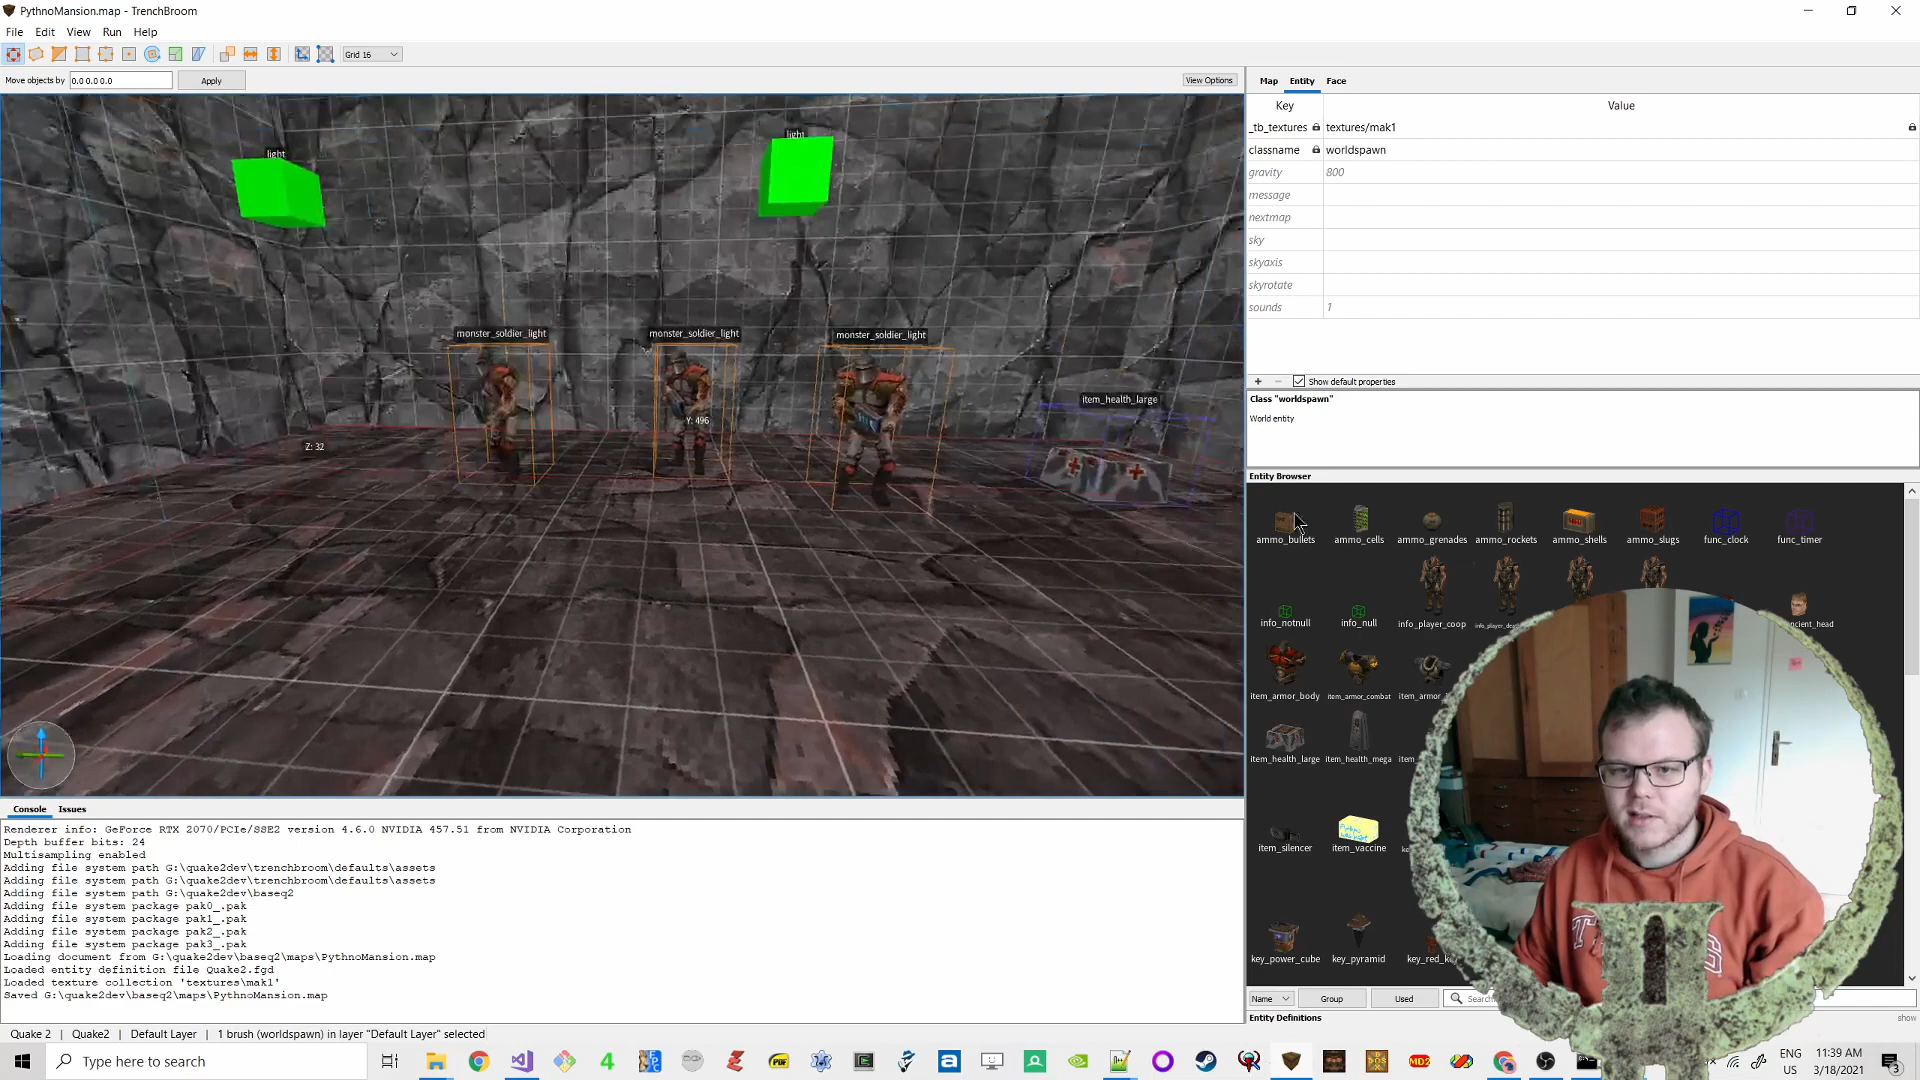 PythnoMansion.map - TrenchBroom
File Edit View Run Help
Grid 16
Move objects by 0.0 0.0 0.0 Apply View Options
light
light
monster_soldier_light
monster_soldier_light
monster_soldier_light
item_health_large
Y: 496
Z: 32
Map Entity Face
Key Value
_tb_textures textures/mak1
classname worldspawn
gravity 800
message
nextmap
sky
skyaxis
skyrotate
sounds 1
Show default properties
Class "worldspawn"
World entity
Entity Browser
ammo_bullets ammo_cells ammo_grenades ammo_rockets ammo_shells ammo_slugs func_clock func_timer
info_notnull info_null info_player_coop
item_armor_body item_armor_combat
item_health_large item_health_mega
item_silencer item_vaccine
key_power_cube key_pyramid
Name Group Used
Entity Definitions show
Console Issues
Renderer info: GeForce RTX 2070/PCIe/SSE2 version 4.6.0 NVIDIA 457.51 from NVIDIA Corporation
Depth buffer bits: 24
Multisampling enabled
Adding file system path G:\quake2dev\trenchbroom\defaults\assets
Adding file system path G:\quake2dev\trenchbroom\defaults\assets
Adding file system path G:\quake2dev\baseq2
Adding file system package pak0_.pak
Adding file system package pak1_.pak
Adding file system package pak2_.pak
Adding file system package pak3_.pak
Loading document from G:\quake2dev\baseq2\maps\PythnoMansion.map
Loaded entity definition file Quake2.fgd
Loaded texture collection 'textures\mak1'
Saved G:\quake2dev\baseq2\maps\PythnoMansion.map
Quake 2 Quake2 Default Layer 1 brush (worldspawn) in layer "Default Layer" selected
Type here to search
4
PDF
MD2
ENG
US
11:39 AM
3/18/2021
3